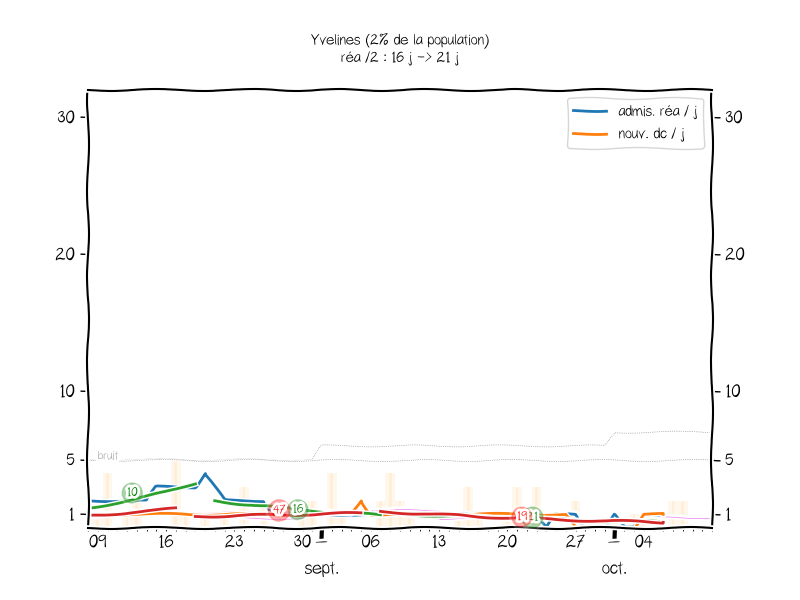 Yvelines (2% de la population)
réa /2 : 16 j -> 21 j
admis. réa / j
nouv. dc / j
30
30
20
20
10
10
5
bruit
5
10
47
16
19
1
1
09 16 23 30 06 13 20 27 04
sept. oct.